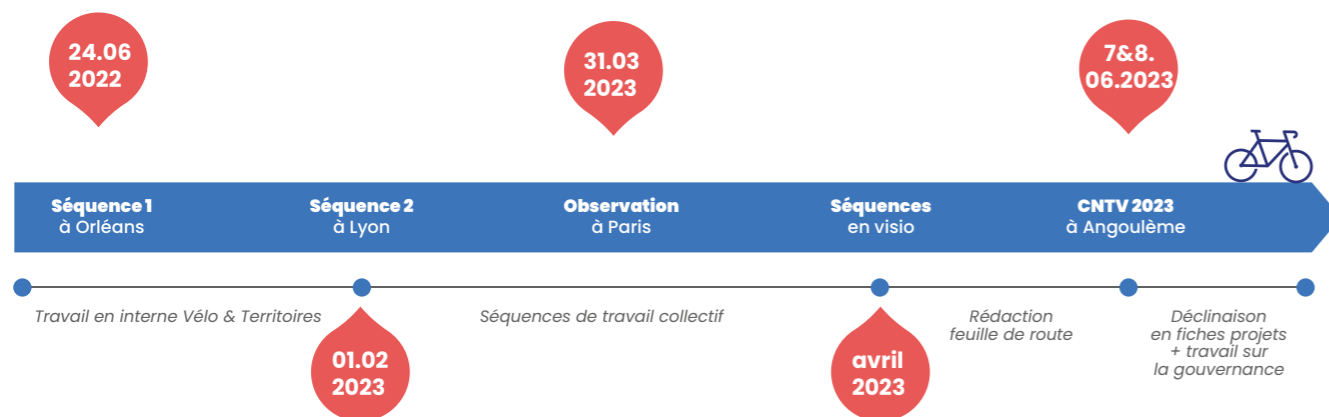 24.06
2022
31.03
2023
7&8.
06.2023
Séquence 1
à Orléans
Séquence 2
à Lyon
Observation
à Paris
Séquences
en visio
CNTV 2023
à Angoulème
Travail en interne Vélo & Territoires
Séquences de travail collectif
Rédaction
feuille de route
Déclinaison
en fiches projets
+ travail sur
la gouvernance
01.02
2023
avril
2023